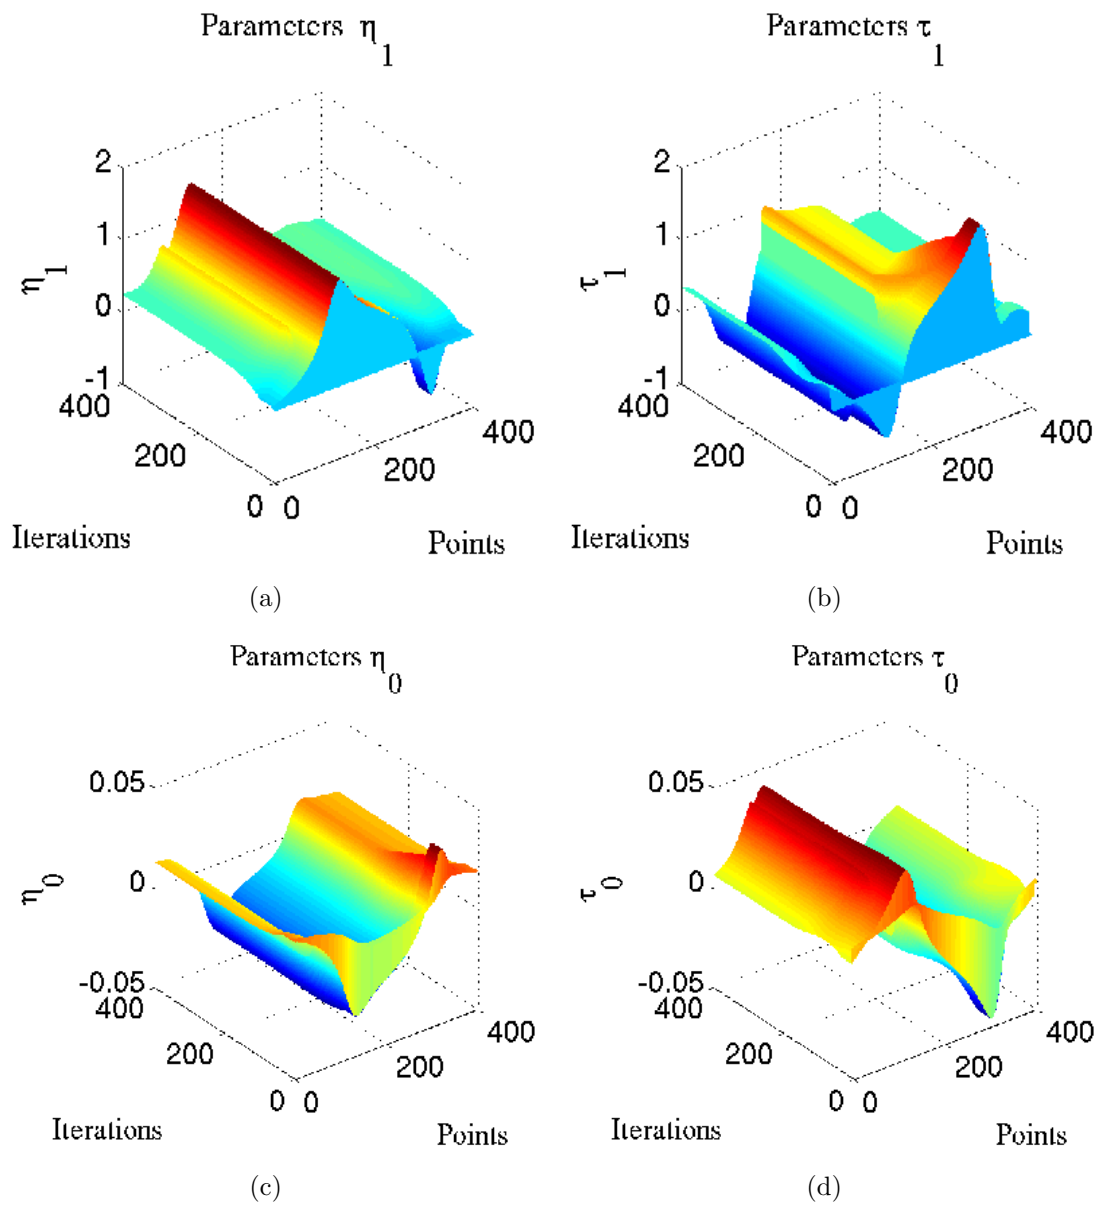 Parameters η1
2
1
0
-1
η1
400
200
0
0
200
400
Iterations
Points
(a)
Parameters τ1
2
1
0
-1
τ1
400
200
0
0
200
400
Iterations
Points
(b)
Parameters η0
0.05
0
-0.05
η0
400
200
0
0
200
400
Iterations
Points
(c)
Parameters τ0
0.05
0
-0.05
τ0
400
200
0
0
200
400
Iterations
Points
(d)